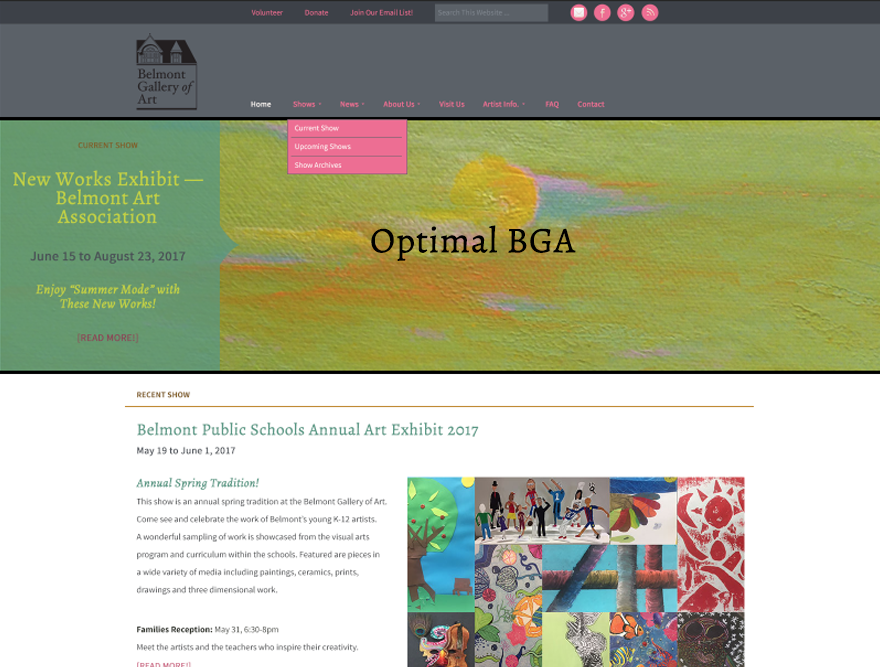 Volunteer
Donate
Join Our Email List!
Search This Website ...
Belmont
Gallery of
Art
Home
Shows
News
About Us
Visit Us
Artist Info.
FAQ
Contact
Current Show
Upcoming Shows
Show Archives
CURRENT SHOW
New Works Exhibit —
Belmont Art
Association
June 15 to August 23, 2017
Enjoy “Summer Mode” with
These New Works!
[READ MORE!]
Optimal BGA
RECENT SHOW
Belmont Public Schools Annual Art Exhibit 2017
May 19 to June 1, 2017
Annual Spring Tradition!
This show is an annual spring tradition at the Belmont Gallery of Art.
Come see and celebrate the work of Belmont’s young K-12 artists.
A wonderful sampling of work is showcased from the visual arts
program and curriculum within the schools. Featured are pieces in
a wide variety of media including paintings, ceramics, prints,
drawings and three dimensional work.
Families Reception: May 31, 6:30-8pm
Meet the artists and the teachers who inspire their creativity.
[READ MORE!]